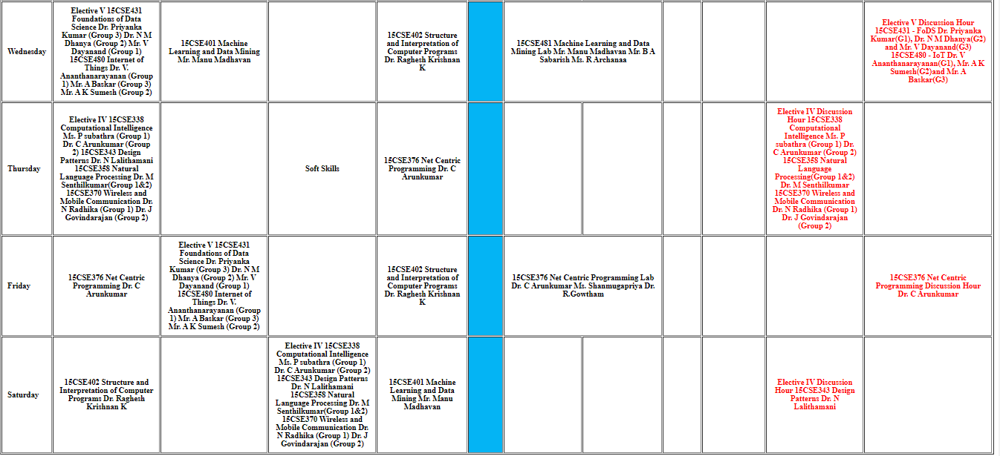 Wednesday
Elective V 15CSE431
Foundations of Data
Science Dr. Priyanka
Kumar (Group 3) Dr. N M
Dhanya (Group 2) Mr. V
Dayanand (Group 1)
15CSE480 Internet of
Things Dr. V.
Ananthanarayanan (Group
1) Mr. A Baskar (Group 3)
Mr. A K Sumesh (Group 2)
15CSE401 Machine
Learning and Data Mining
Mr. Manu Madhavan
15CSE402 Structure
and Interpretation of
Computer Programs
Dr. Raghesh Krishnan
K
15CSE481 Machine Learning and Data
Mining Lab Mr. Manu Madhavan Mr. B A
Sabarish Ms. R Archanaa
Elective V Discussion Hour
15CSE431 - FoDS Dr. Priyanka
Kumar(G1), Dr. N M Dhanya(G2)
and Mr. V Dayanand(G3)
15CSE480 - IoT Dr. V
Ananthanarayanan(G1), Mr. A K
Sumesh(G2)and Mr. A
Baskar(G3)
Thursday
Elective IV 15CSE338
Computational Intelligence
Ms. P subathra (Group 1)
Dr. C Arunkumar (Group
2) 15CSE343 Design
Patterns Dr. N Lalithamani
15CSE358 Natural
Language Processing Dr. M
Senthilkumar(Group 1&2)
15CSE370 Wireless and
Mobile Communication Dr.
N Radhika (Group 1) Dr. J
Govindarajan (Group 2)
Soft Skills
15CSE376 Net Centric
Programming Dr. C
Arunkumar
Elective IV Discussion
Hour 15CSE338
Computational
Intelligence Ms. P
subathra (Group 1) Dr.
C Arunkumar (Group 2)
15CSE358 Natural
Language
Processing(Group 1&2)
Dr. M Senthilkumar
15CSE370 Wireless and
Mobile Communication
Dr. N Radhika (Group 1)
Dr. J Govindarajan
(Group 2)
Friday
15CSE376 Net Centric
Programming Dr. C
Arunkumar
Elective V 15CSE431
Foundations of Data
Science Dr. Priyanka
Kumar (Group 3) Dr. N M
Dhanya (Group 2) Mr. V
Dayanand (Group 1)
15CSE480 Internet of
Things Dr. V.
Ananthanarayanan (Group
1) Mr. A Baskar (Group 3)
Mr. A K Sumesh (Group 2)
15CSE402 Structure
and Interpretation of
Computer Programs
Dr. Raghesh Krishnan
K
15CSE376 Net Centric Programming Lab
Dr. C Arunkumar Ms. Shanmugapriya Dr.
R.Gowtham
15CSE376 Net Centric
Programming Discussion Hour
Dr. C Arunkumar
Saturday
15CSE402 Structure and
Interpretation of Computer
Programs Dr. Raghesh
Krishnan K
Elective IV 15CSE338
Computational Intelligence
Ms. P subathra (Group 1)
Dr. C Arunkumar (Group 2)
15CSE343 Design Patterns
Dr. N Lalithamani
15CSE358 Natural
Language Processing Dr. M
Senthilkumar(Group 1&2)
15CSE370 Wireless and
Mobile Communication Dr.
N Radhika (Group 1) Dr. J
Govindarajan (Group 2)
15CSE401 Machine
Learning and Data
Mining Mr. Manu
Madhavan
Elective IV Discussion
Hour 15CSE343 Design
Patterns Dr. N
Lalithamani